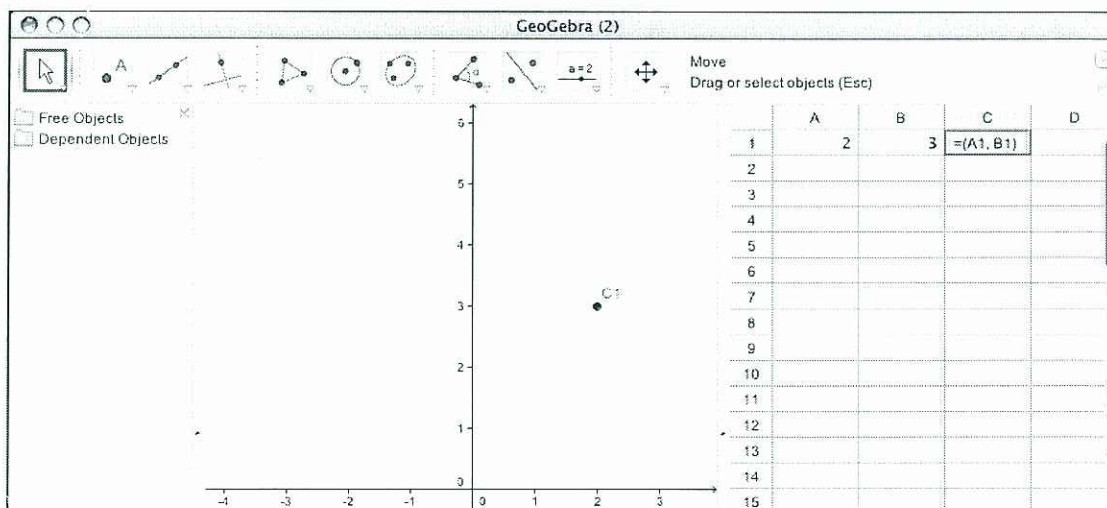 GeoGebra (2)
A
α
a=2
Move
Drag or select objects (Esc)
Free Objects
Dependent Objects
A B C D
1 2 3 =(A1, B1)
2
3
4
5
6
7
8
9
10
11
12
13
14
15
6
5
4
3
2
1
0
C1
-4 -3 -2 -1 0 1 2 3